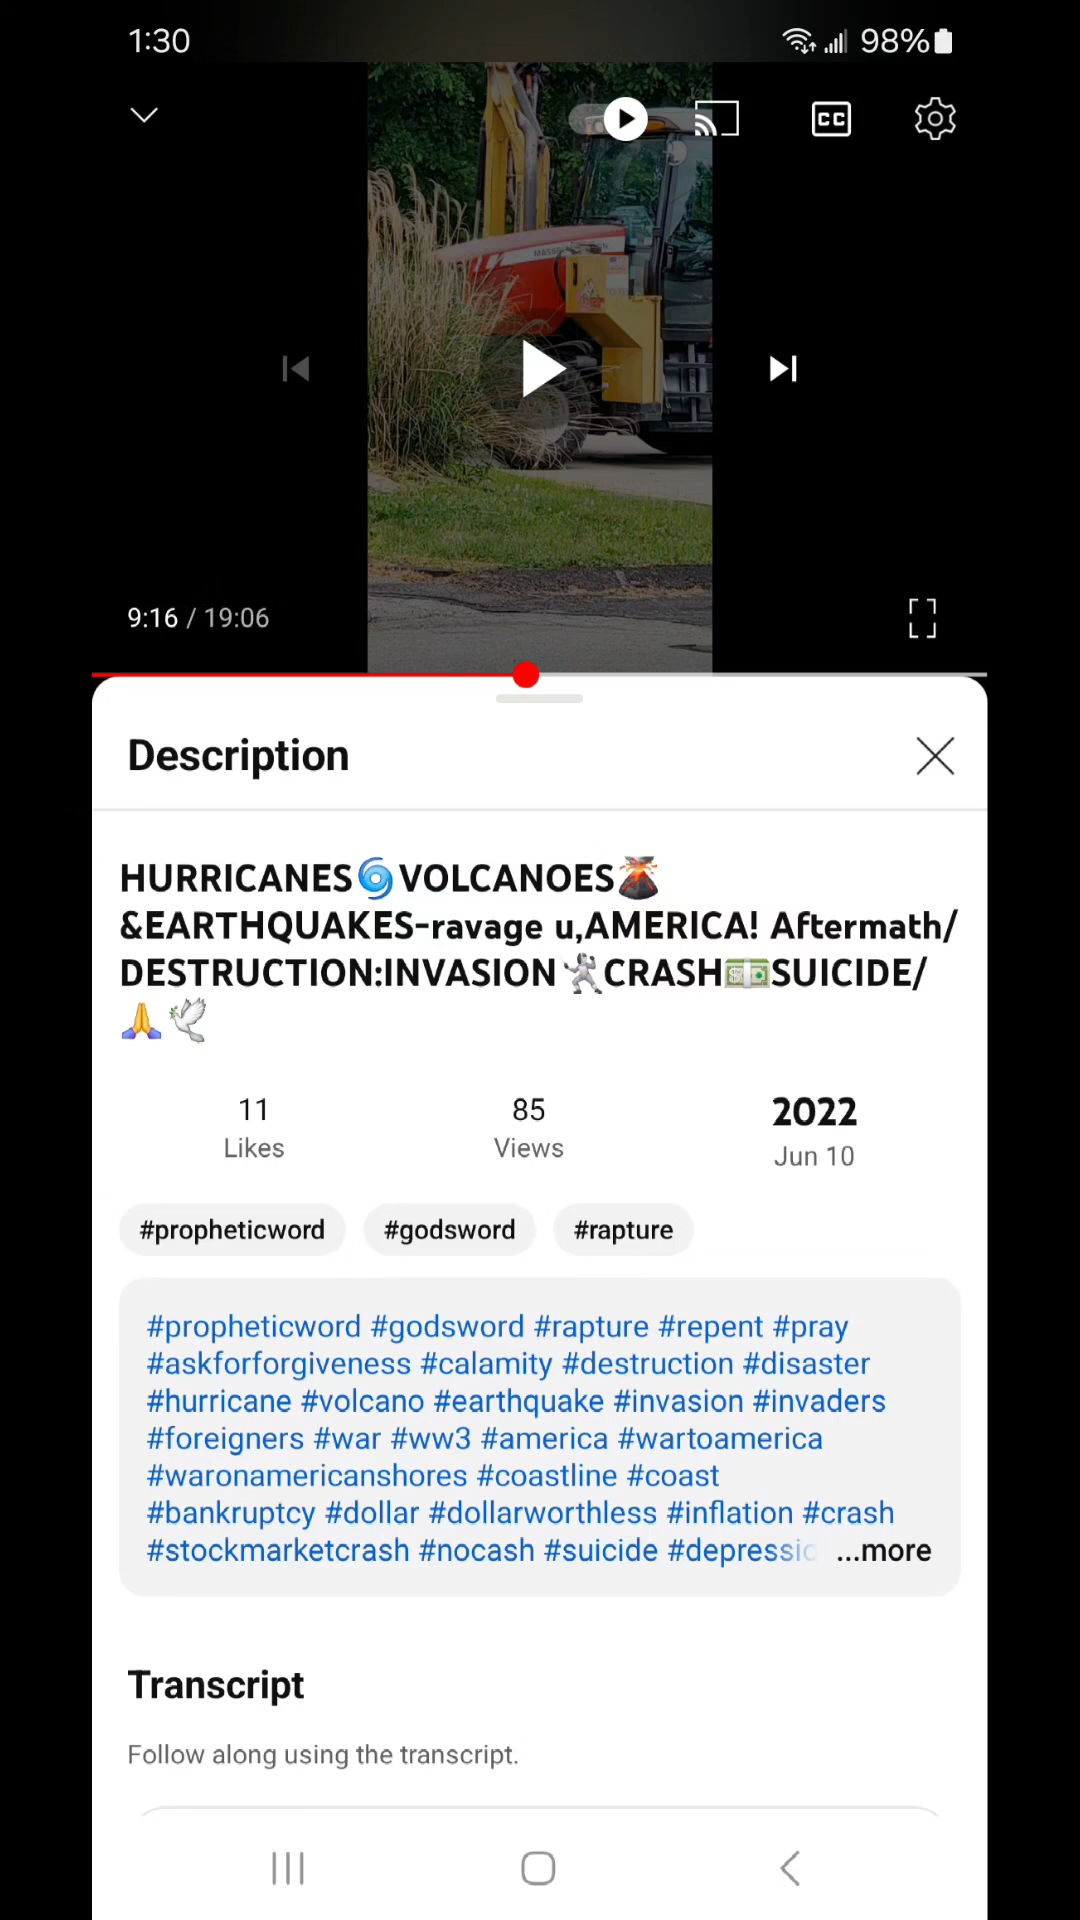 1:30
98%
CC
9:16 / 19:06
Description
HURRICANES🌀VOLCANOES🌋
&EARTHQUAKES-ravage u,AMERICA! Aftermath/
DESTRUCTION:INVASION🤺CRASH💵SUICIDE/
🙏🕊️
11
Likes
85
Views
2022
Jun 10
#propheticword #godsword #rapture
#propheticword #godsword #rapture #repent #pray
#askforforgiveness #calamity #destruction #disaster
#hurricane #volcano #earthquake #invasion #invaders
#foreigners #war #ww3 #america #wartoamerica
#waronamericanshores #coastline #coast
#bankruptcy #dollar #dollarworthless #inflation #crash
#stockmarketcrash #nocash #suicide #depressio ...more
Transcript
Follow along using the transcript.